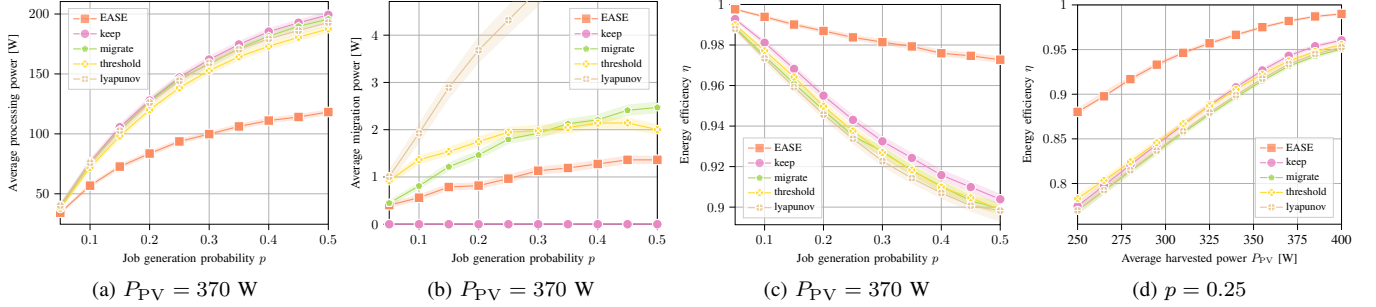 Average processing power [W]
200
150
100
50
EASE
keep
migrate
threshold
lyapunov
0.1 0.2 0.3 0.4 0.5
Job generation probability p
(a) P_PV = 370 W
Average migration power [W]
4
3
2
1
0
EASE
keep
migrate
threshold
lyapunov
0.1 0.2 0.3 0.4 0.5
Job generation probability p
(b) P_PV = 370 W
Energy efficiency η
0.98
0.96
0.94
0.92
0.9
EASE
keep
migrate
threshold
lyapunov
0.1 0.2 0.3 0.4 0.5
Job generation probability p
(c) P_PV = 370 W
Energy efficiency η
1
0.95
0.9
0.85
0.8
EASE
keep
migrate
threshold
lyapunov
250 275 300 325 350 375 400
Average harvested power P_PV [W]
(d) p = 0.25